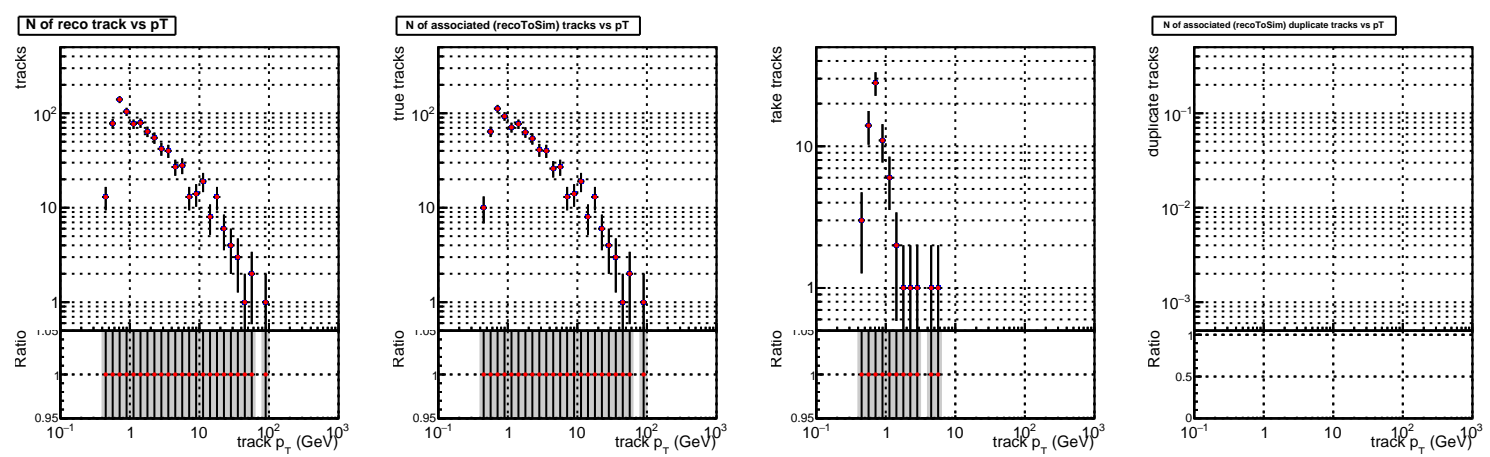 N of reco track vs pT
tracks
10²
10
1
Ratio
1.05
1
0.95
10⁻¹ 1 10 10² 10³
track p_T (GeV)
N of associated (recoToSim) tracks vs pT
true tracks
10²
10
1
Ratio
1.05
1
0.95
10⁻¹ 1 10 10² 10³
track p_T (GeV)
fake tracks
10
1
Ratio
1.05
1
0.95
10⁻¹ 1 10 10² 10³
track p_T (GeV)
N of associated (recoToSim) duplicate tracks vs pT
duplicate tracks
10⁻¹
10⁻²
10⁻³
Ratio
1
0.5
0
10⁻¹ 1 10 10² 10³
track p_T (GeV)